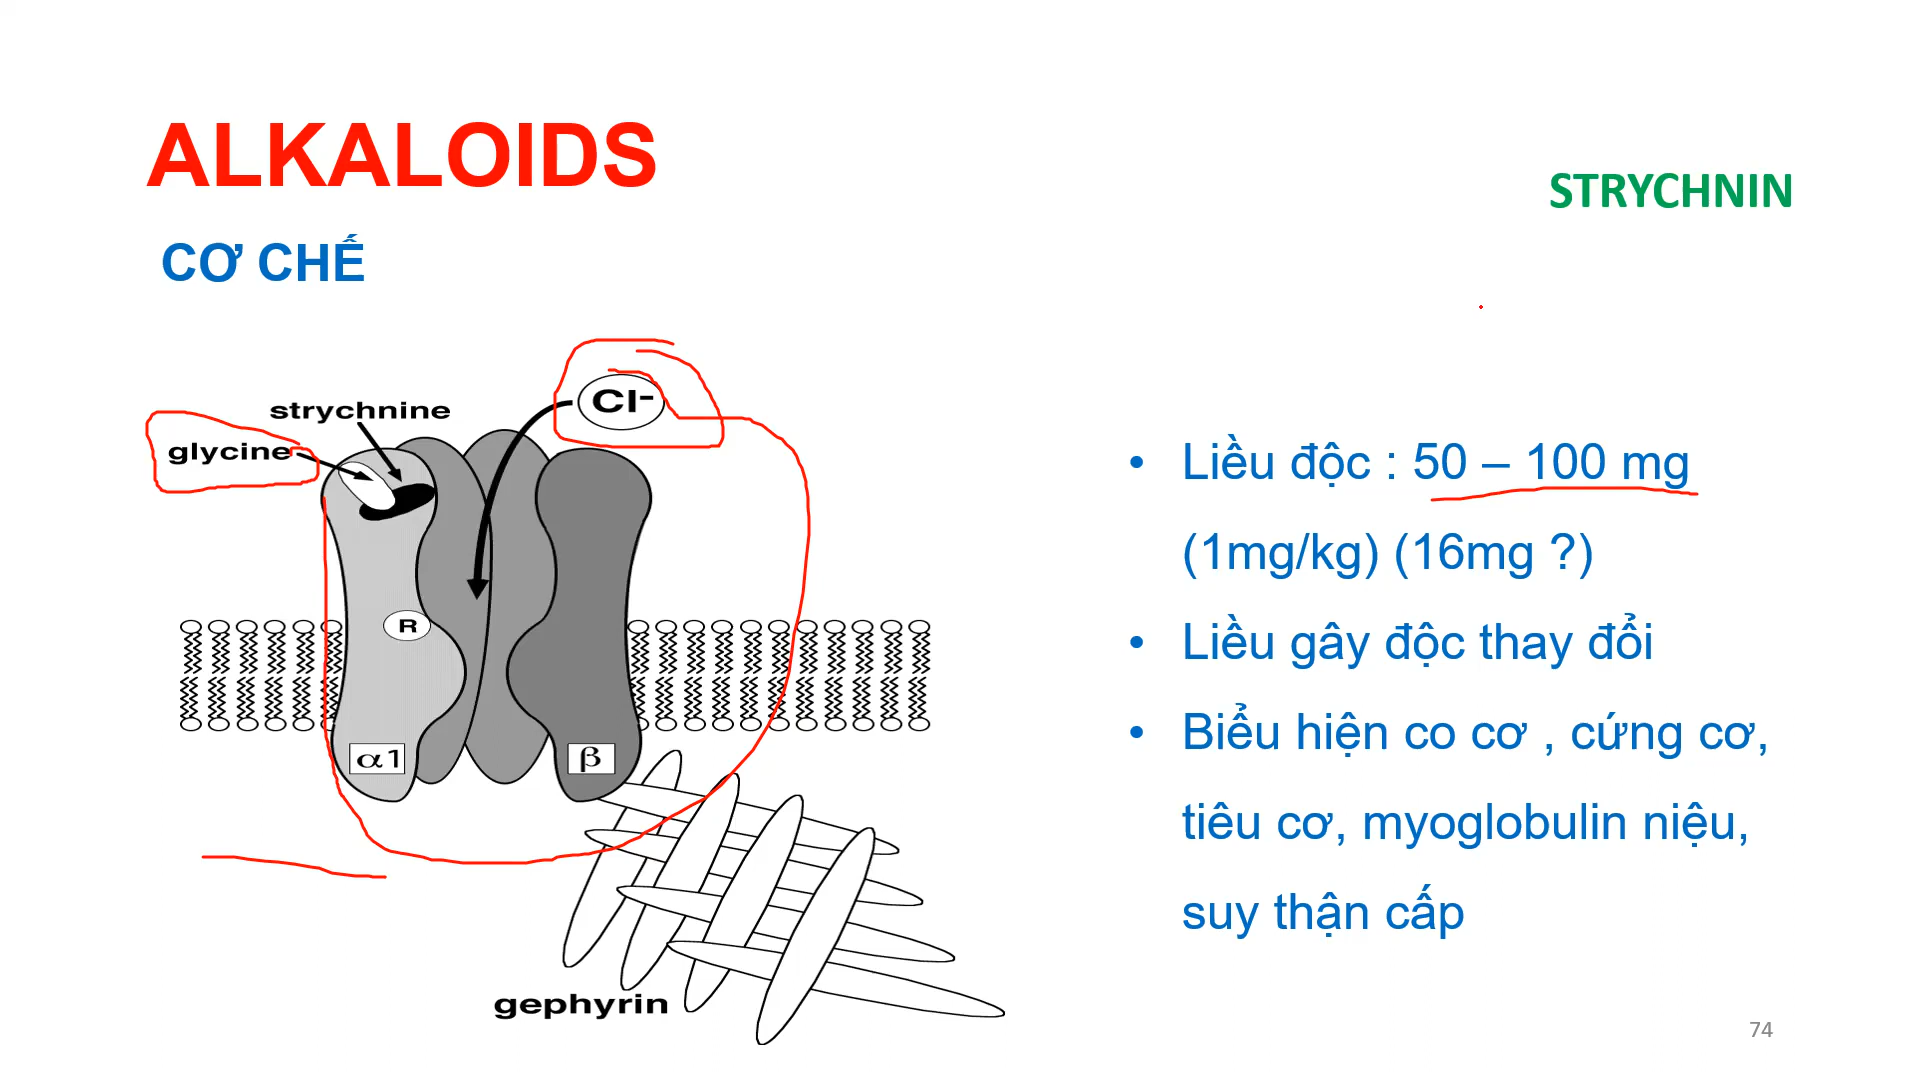 ALKALOIDS
STRYCHNIN
CƠ CHẾ
Cl-
strychnine
glycine
R
α1
β
gephyrin
• Liều độc : 50 – 100 mg
(1mg/kg) (16mg ?)
• Liều gây độc thay đổi
• Biểu hiện co cơ , cứng cơ,
tiêu cơ, myoglobulin niệu,
suy thận cấp
74